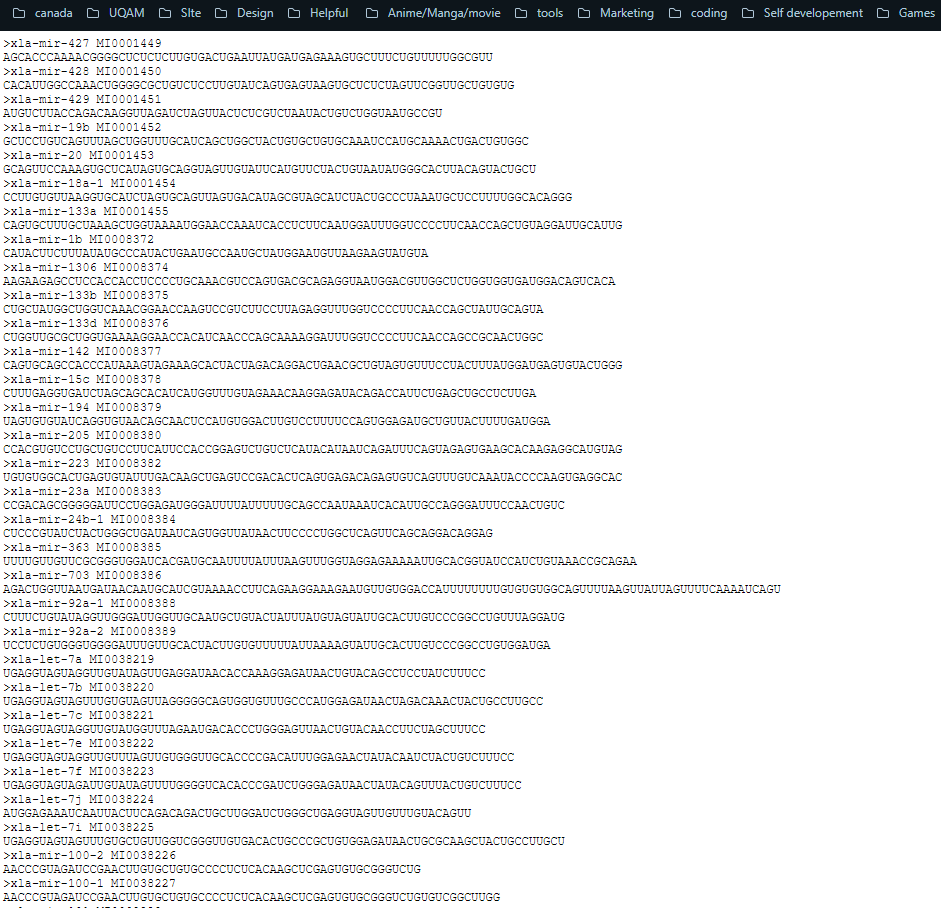 canada UQAM SIte Design Helpful Anime/Manga/movie tools Marketing coding Self developement Games
>xla-mir-427 MI0001449
AGCACCCAAAACGGGGCUCUCUCUUGUGACUGAAUUAUGAUGAGAAAGUGCUUUCUGUUUUUGGCGUU
>xla-mir-428 MI0001450
CACAUUGGCCAAACUGGGGCGCUGUCUCCUUGUAUCAGUGAGUAAGUGCUCUCUAGUUCGGUUGCUGUGUG
>xla-mir-429 MI0001451
AUGUCUUACCAGACAAGGUUAGAUCUAGUUACUCUCGUCUAAUACUGUCUGGUAAUGCCGU
>xla-mir-19b MI0001452
GCUCCUGUCAGUUUAGCUGGUUUGCAUCAGCUGGCUACUGUGCUGUGCAAAUCCAUGCAAAACUGACUGUGGC
>xla-mir-20 MI0001453
GCAGUUCCAAAGUGCUCAUAGUGCAGGUAGUUGUAUUCAUGUUCUACUGUAAUAUGGGCACUUACAGUACUGCU
>xla-mir-18a-1 MI0001454
CCUUGUGUUAAGGUGCAUCUAGUGCAGUUAGUGACAUAGCGUAGCAUCUACUGCCCUAAAUGCUCCUUUUGGCACAGGG
>xla-mir-133a MI0001455
CAGUGCUUUGCUAAAGCUGGUAAAAUGGAACCAAAUCACCUCUUCAAUGGAUUUGGUCCCCUUCAACCAGCUGUAGGAUUGCAUUG
>xla-mir-1b MI0008372
CAUACUUCUUUAUAUGCCCAUACUGAAUGCCAAUGCUAUGGAAUGUUAAGAAGUAUGUA
>xla-mir-1306 MI0008374
AAGAAGAGCCUCCACCACCUCCCCUGCAAACGUCCAGUGACGCAGAGGUAAUGGACGUUGGCUCUGGUGGUGAUGGACAGUCACA
>xla-mir-133b MI0008375
CUGCUAUGGCUGGUCAAACGGAACCAAGUCCGUCUUCCUUAGAGGUUUGGUCCCCUUCAACCAGCUAUUGCAGUA
>xla-mir-133d MI0008376
CUGGUUGCGCUGGUGAAAAGGAACCACAUCAACCCAGCAAAAGGAUUUGGUCCCCUUCAACCAGCCGCAACUGGC
>xla-mir-142 MI0008377
CAGUGCAGCCACCCAUAAAGUAGAAAGCACUACUAGACAGGACUGAACGCUGUAGUGUUUCCUACUUUAUGGAUGAGUGUACUGGG
>xla-mir-15c MI0008378
CUUUGAGGUGAUCUAGCAGCACAUCAUGGUUUGUAGAAACAAGGAGAUACAGACCAUUCUGAGCUGCCUCUUGA
>xla-mir-194 MI0008379
UAGUGUGUAUCAGGUGUAACAGCAACUCCAUGUGGACUUGUCCUUUUCCAGUGGAGAUGCUGUUACUUUUGAUGGA
>xla-mir-205 MI0008380
CCACGUGUCCUGCUGUCCUUCAUUCCACCGGAGUCUGUCUCAUACAUAAUCAGAUUUCAGUAGAGUGAAGCACAAGAGGCAUGUAG
>xla-mir-223 MI0008382
UGUGUGGCACUGAGUGUAUUUGACAAGCUGAGUCCGACACUCAGUGAGACAGAGUGUCAGUUUGUCAAAUACCCCAAGUGAGGCAC
>xla-mir-23a MI0008383
CCGACAGCGGGGGAUUCCUGGAGAUGGGAUUUUAUUUUUGCAGCCAAUAAAUCACAUUGCCAGGGAUUUCCAACUGUC
>xla-mir-24b-1 MI0008384
CUCCCGUAUCUACUGGGCUGAUAAUCAGUGGUUAUAACUUCCCCUGGCUCAGUUCAGCAGGACAGGAG
>xla-mir-363 MI0008385
UUUUGUUGUUCGCGGGUGGAUCACGAUGCAAUUUUAUUUAAGUUUGGUAGGAGAAAAAUUGCACGGUAUCCAUCUGUAAACCGCAGAA
>xla-mir-703 MI0008386
AGACUGGUUAAUGAUAACAAUGCAUCGUAAAACCUUCAGAAGGAAAGAAUGUUGUGGACCAUUUUUUUUGUGUGUGGCAGUUUUAAGUUAUUAGUUUUCAAAAUCAGU
>xla-mir-92a-1 MI0008388
CUUUCUGUAUAGGUUGGGAUUGGUUGCAAUGCUGUACUAUUUAUGUAGUAUUGCACUUGUCCCGGCCUGUUUAGGAUG
>xla-mir-92a-2 MI0008389
UCCUCUGUGGGUGGGGAUUUGUUGCACUACUUGUGUUUUUAUUAAAAGUAUUGCACUUGUCCCGGCCUGUGGAUGA
>xla-let-7a MI0038219
UGAGGUAGUAGGUUGUAUAGUUGAGGAUAACACCAAAGGAGAUAACUGUACAGCCUCCUAUCUUUCC
>xla-let-7b MI0038220
UGAGGUAGUAGUUUGUGUAGUUAGGGGGCAGUGGUGUUUGCCCAUGGAGAUAACUAGACAAACUACUGCCUUGCC
>xla-let-7c MI0038221
UGAGGUAGUAGGUUGUAUGGUUUAGAAUGACACCCUGGGAGUUAACUGUACAACCUUCUAGCUUUCC
>xla-let-7e MI0038222
UGAGGUAGUAGGUUGUUUAGUUGUGGGUUGCACCCCGACAUUUGGAGAACUAUACAAUCUACUGUCUUUCC
>xla-let-7f MI0038223
UGAGGUAGUAGAUUGUAUAGUUUUGGGGUCACACCCGAUCUGGGAGAUAACUAUACAGUUUACUGUCUUUCC
>xla-let-7j MI0038224
AUGGAGAAAUCAAUUACUUCAGACAGACUGCUUGGAUCUGGGCUGAGGUAGUUGUUUGUACAGUU
>xla-let-7i MI0038225
UGAGGUAGUAGUUUGUGCUGUUGGUCGGGUUGUGACACUGCCCGCUGUGGAGAUAACUGCGCAAGCUACUGCCUUGCU
>xla-mir-100-2 MI0038226
AACCCGUAGAUCCGAACUUGUGCUGUGCCCCUCUCACAAGCUCGAGUGUGCGGGUCUG
>xla-mir-100-1 MI0038227
AACCCGUAGAUCCGAACUUGUGCUGUGCCCCUCUCACAAGCUCGAGUGUGCGGGUCUGUGUCGGCUUGG